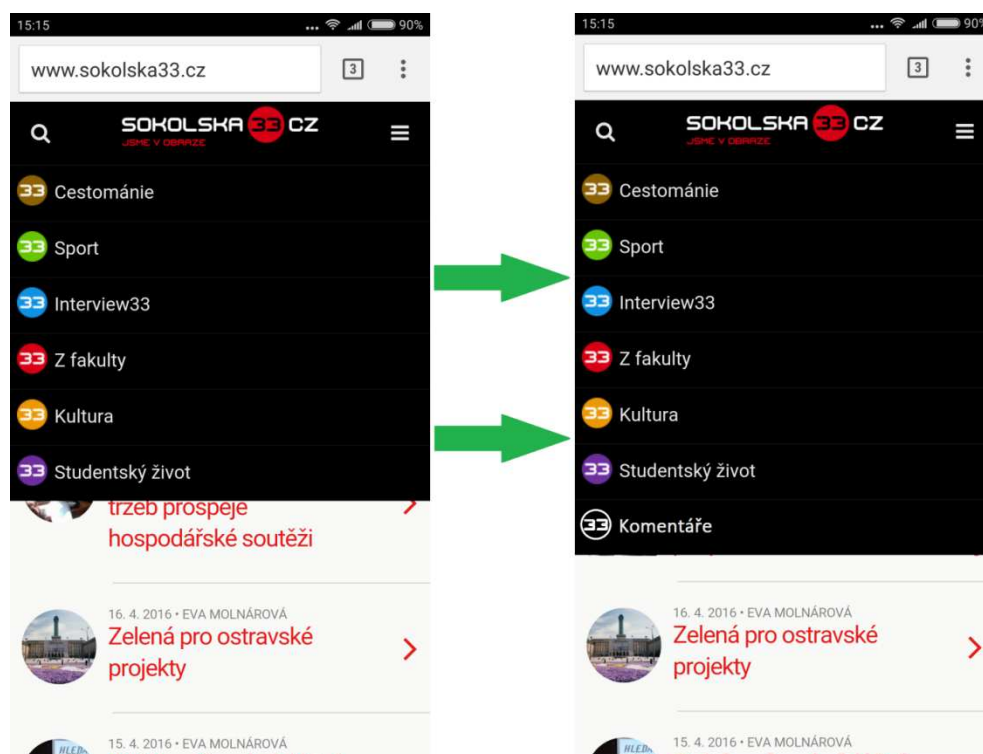 15:15
... 90%
www.sokolska33.cz
3
SOKOLSKA 33 CZ
JSME V OBRAZE
33 Cestománie
33 Sport
33 Interview33
33 Z fakulty
33 Kultura
33 Studentský život
tržeb prospěje
hospodářské soutěži
16. 4. 2016 • EVA MOLNÁROVÁ
Zelená pro ostravské
projekty
15. 4. 2016 • EVA MOLNÁROVÁ
15:15
... 90%
www.sokolska33.cz
3
SOKOLSKA 33 CZ
JSME V OBRAZE
33 Cestománie
33 Sport
33 Interview33
33 Z fakulty
33 Kultura
33 Studentský život
33 Komentáře
16. 4. 2016 • EVA MOLNÁROVÁ
Zelená pro ostravské
projekty
15. 4. 2016 • EVA MOLNÁROVÁ